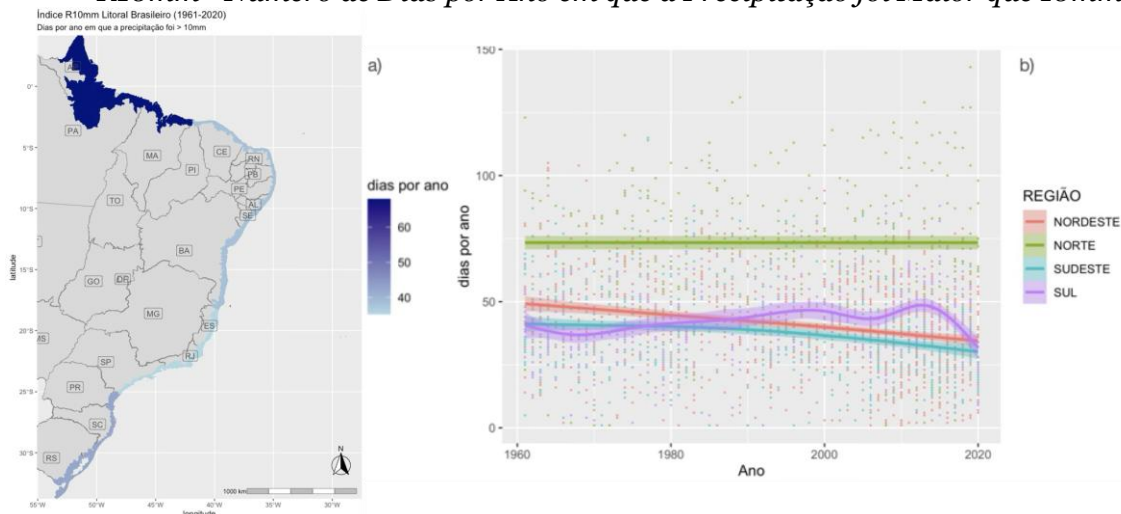 R10mm - Número de Dias por Ano em que a Precipitação foi Maior que 10mm
Índice R10mm Litoral Brasileiro (1961-2020)
Dias por ano em que a precipitação foi > 10mm
a)
0°
5°S
10°S
15°S
20°S
25°S
30°S
latitude
PA
MA
CE
RN
PB
PI
PE
AL
SE
TO
BA
GO
DF
MG
ES
MS
SP
RJ
PR
SC
RS
N
1000 km
55°W
50°W
45°W
40°W
35°W
30°W
longitude
dias por ano
60
50
40
b)
150
100
50
0
dias por ano
1960
1980
2000
2020
Ano
REGIÃO
NORDESTE
NORTE
SUDESTE
SUL